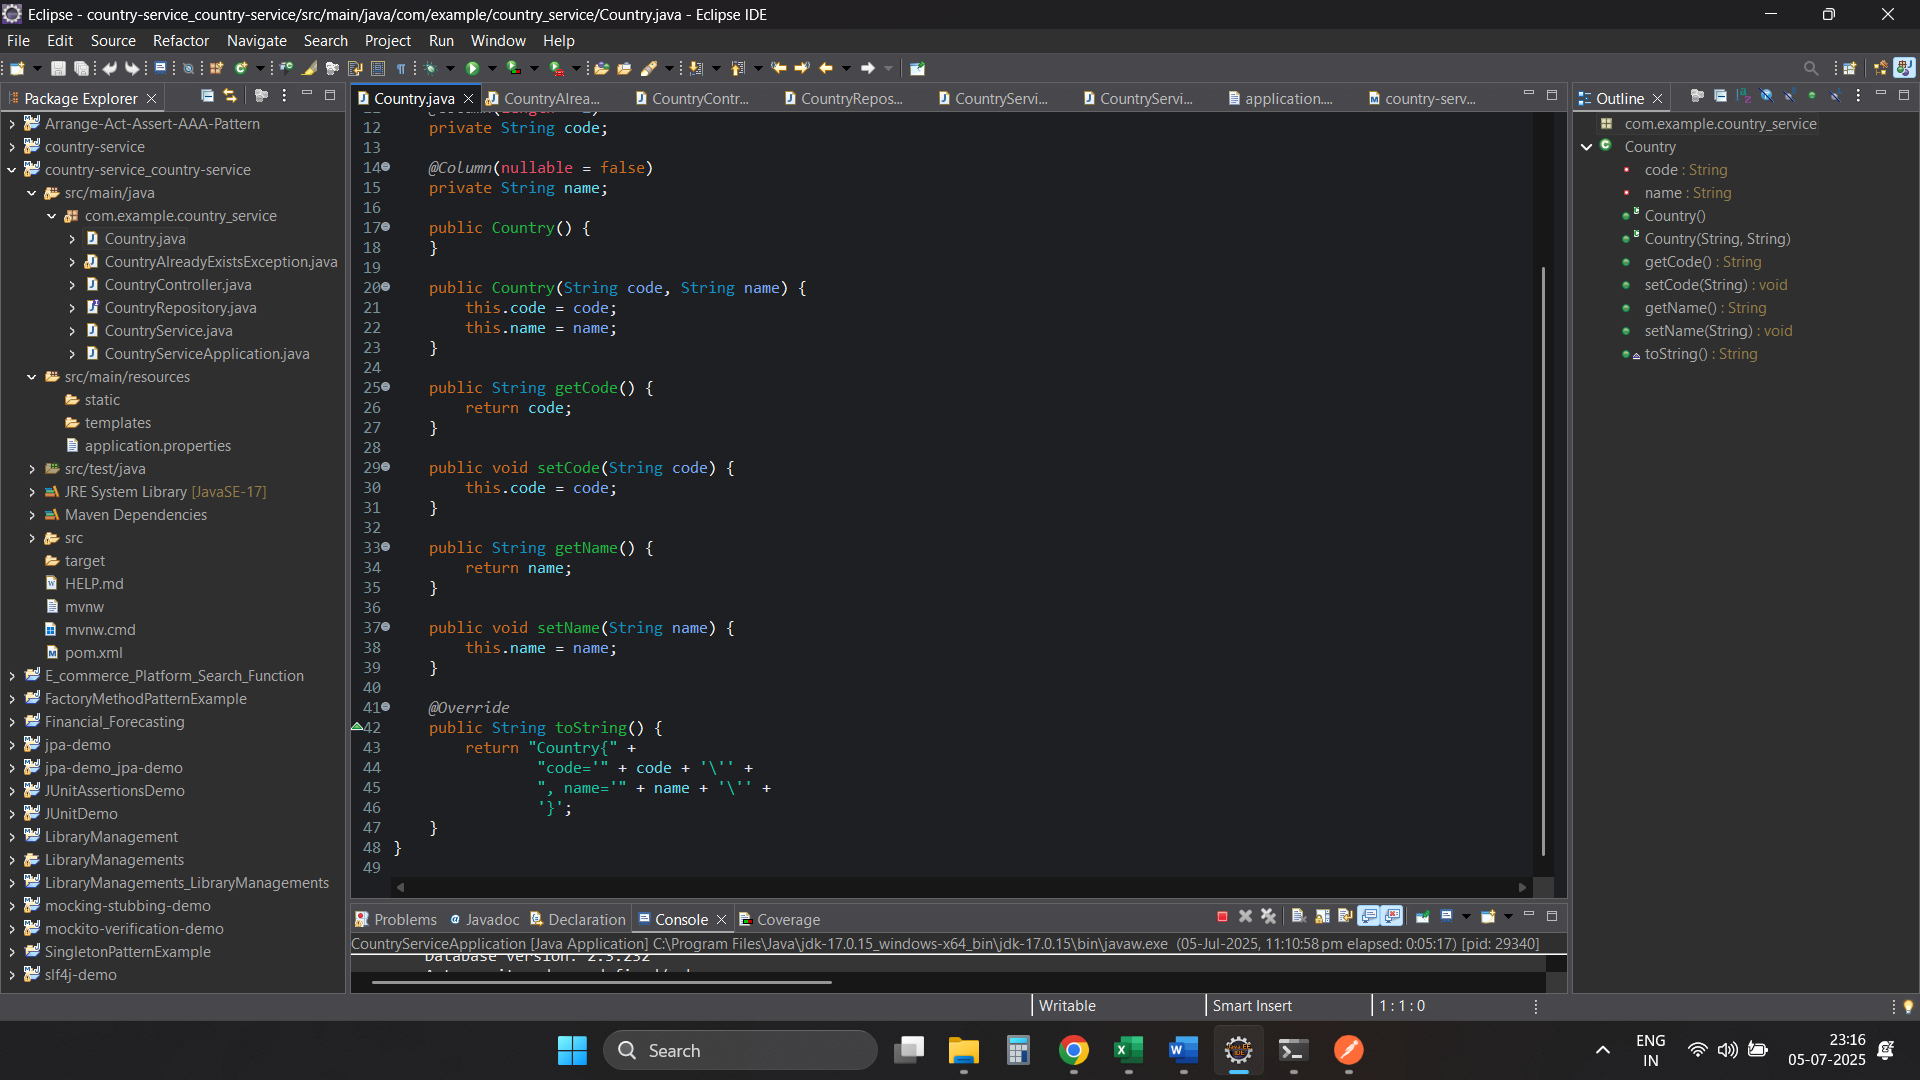 Eclipse - country-service_country-service/src/main/java/com/example/country_service/Country.java - Eclipse IDE
File Edit Source Refactor Navigate Search Project Run Window Help
Package Explorer
Arrange-Act-Assert-AAA-Pattern
country-service
country-service_country-service
src/main/java
com.example.country_service
Country.java
CountryAlreadyExistsException.java
CountryController.java
CountryRepository.java
CountryService.java
CountryServiceApplication.java
src/main/resources
static
templates
application.properties
src/test/java
JRE System Library [JavaSE-17]
Maven Dependencies
src
target
HELP.md
mvnw
mvnw.cmd
pom.xml
E_commerce_Platform_Search_Function
FactoryMethodPatternExample
Financial_Forecasting
jpa-demo
jpa-demo_jpa-demo
JUnitAssertionsDemo
JUnitDemo
LibraryManagement
LibraryManagements
LibraryManagements_LibraryManagements
mocking-stubbing-demo
mockito-verification-demo
SingletonPatternExample
slf4j-demo
Country.java CountryAlrea... CountryContr... CountryRepos... CountryServi... CountryServi... application.... country-serv...
12 private String code;
13
14 @Column(nullable = false)
15 private String name;
16
17 public Country() {
18 }
19
20 public Country(String code, String name) {
21 this.code = code;
22 this.name = name;
23 }
24
25 public String getCode() {
26 return code;
27 }
28
29 public void setCode(String code) {
30 this.code = code;
31 }
32
33 public String getName() {
34 return name;
35 }
36
37 public void setName(String name) {
38 this.name = name;
39 }
40
41 @Override
42 public String toString() {
43 return "Country{" +
44 "code='" + code + '\'' +
45 ", name='" + name + '\'' +
46 '}';
47 }
48 }
49
Outline
com.example.country_service
Country
code : String
name : String
Country()
Country(String, String)
getCode() : String
setCode(String) : void
getName() : String
setName(String) : void
toString() : String
Problems Javadoc Declaration Console Coverage
CountryServiceApplication [Java Application] C:\Program Files\Java\jdk-17.0.15_windows-x64_bin\jdk-17.0.15\bin\javaw.exe (05-Jul-2025, 11:10:58 pm elapsed: 0:05:17) [pid: 29340]
Database version: 2.3.232
Writable Smart Insert 1 : 1 : 0
Search
ENG
IN
23:16
05-07-2025